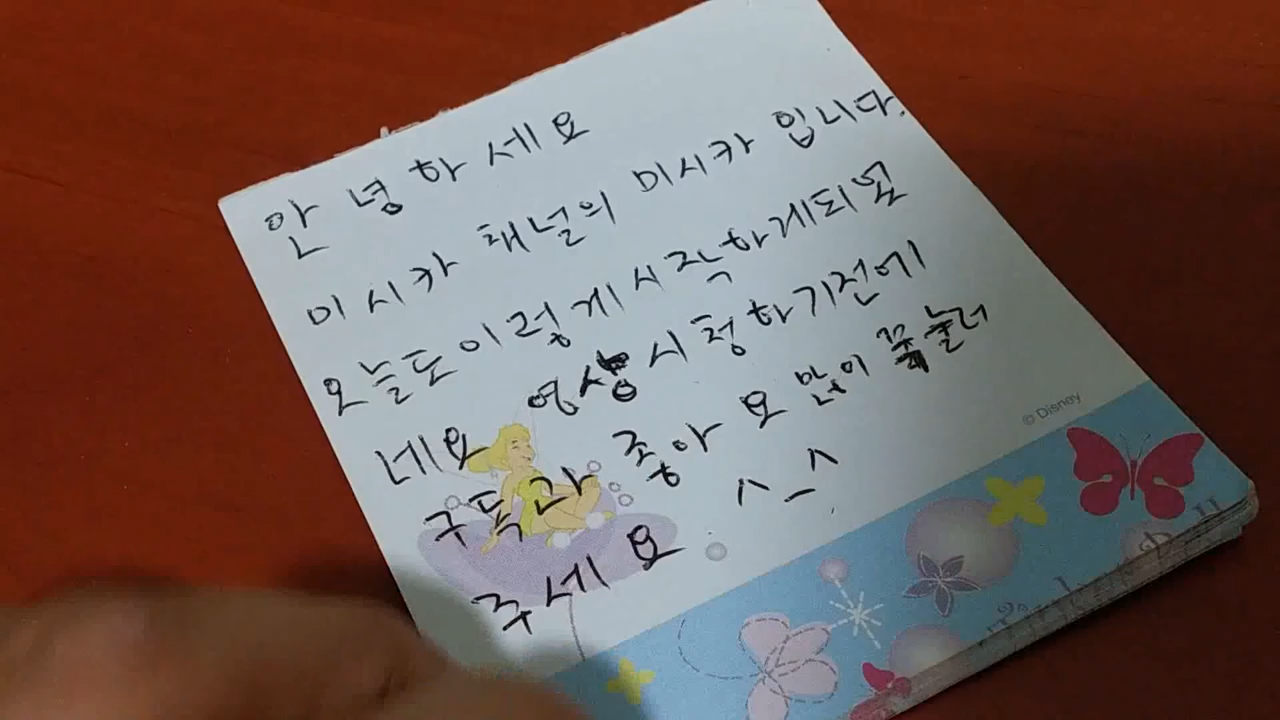 안녕하세요
미시카 채널의 미시카 입니다.
오늘도이렇게시작하게되었
네요 영상시청하기전에
구독과 좋아요 많이 꾹눌러
주세요 ^_^
© Disney